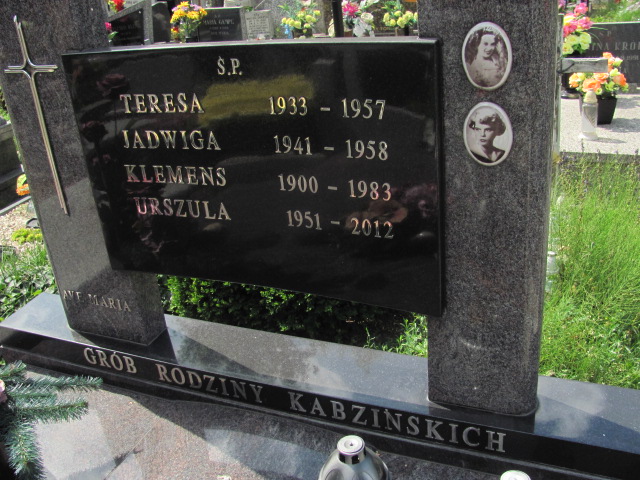 Ś.P.
TERESA 1933 - 1957
JADWIGA 1941 - 1958
KLEMENS 1900 - 1983
URSZULA 1951 - 2012
AVE MARIA
GRÓB RODZINY KABZIŃSKICH